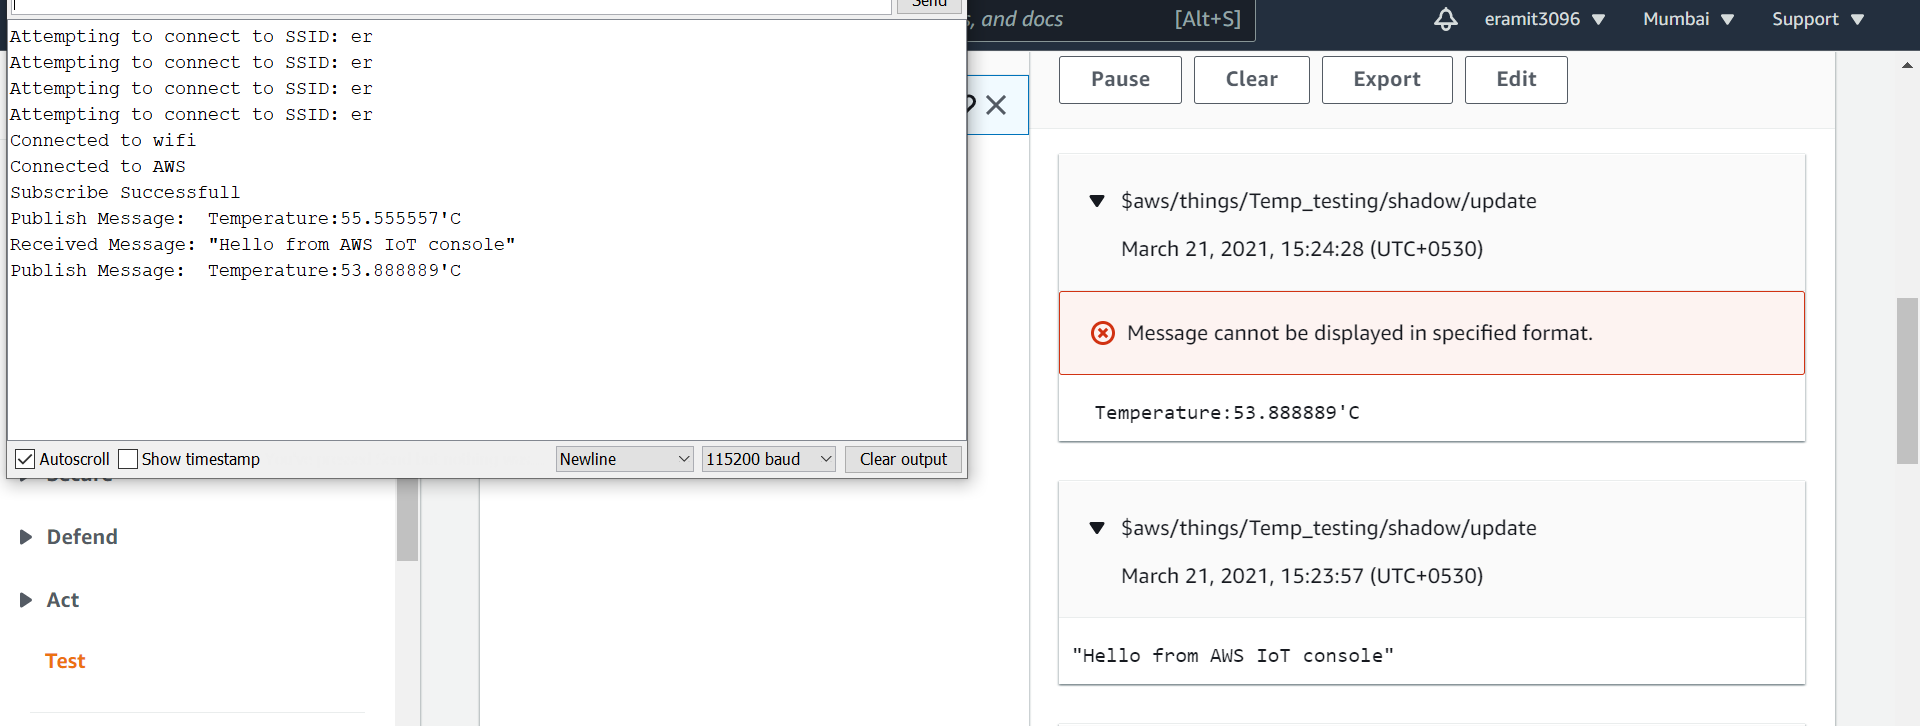 Send
Attempting to connect to SSID: er
Attempting to connect to SSID: er
Attempting to connect to SSID: er
Attempting to connect to SSID: er
Connected to wifi
Connected to AWS
Subscribe Successfull
Publish Message:  Temperature:55.555557'C
Received Message: "Hello from AWS IoT console"
Publish Message:  Temperature:53.888889'C
Autoscroll Show timestamp Newline 115200 baud Clear output
Secure
Defend
Act
Test
, and docs [Alt+S] eramit3096 Mumbai Support
Pause Clear Export Edit
$aws/things/Temp_testing/shadow/update
March 21, 2021, 15:24:28 (UTC+0530)
Message cannot be displayed in specified format.
Temperature:53.888889'C
$aws/things/Temp_testing/shadow/update
March 21, 2021, 15:23:57 (UTC+0530)
"Hello from AWS IoT console"